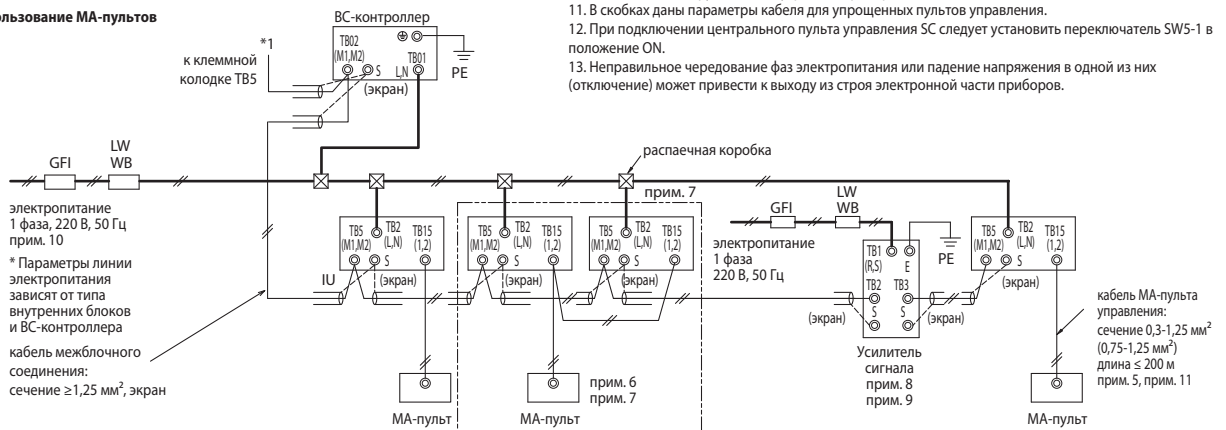 льзование МА-пультов
11. В скобках даны параметры кабеля для упрощенных пультов управления.
12. При подключении центрального пульта управления SC следует установить переключатель SW5-1 в
положение ON.
13. Неправильное чередование фаз электропитания или падение напряжения в одной из них
(отключение) может привести к выходу из строя электронной части приборов.
BC-контроллер
*1
к клеммной
колодке TB5
TB02
(M1,M2)
S
TB01
L,N
(экран)
PE
GFI
LW
WB
распаечная коробка
прим. 7
электропитание
1 фаза, 220 В, 50 Гц
прим. 10
* Параметры линии
электропитания
зависят от типа
внутренних блоков
и BC-контроллера
кабель межблочного
соединения:
сечение ≥1,25 мм², экран
IU
TB5
(M1,M2)
TB2
(L,N)
TB15
(1,2)
S
(экран)
МА-пульт
TB5
(M1,M2)
TB2
(L,N)
TB15
(1,2)
S
(экран)
TB5
(M1,M2)
TB2
(L,N)
TB15
(1,2)
S
(экран)
прим. 6
прим. 7
МА-пульт
GFI
LW
WB
электропитание
1 фаза
220 В, 50 Гц
TB1
(R,S)
E
PE
TB2
TB3
S
S
(экран)
(экран)
Усилитель
сигнала
прим. 8
прим. 9
TB5
(M1,M2)
TB2
(L,N)
TB15
(1,2)
S
(экран)
кабель МА-пульта
управления:
сечение 0,3-1,25 мм²
(0,75-1,25 мм²)
длина ≤ 200 м
прим. 5, прим. 11
МА-пульт